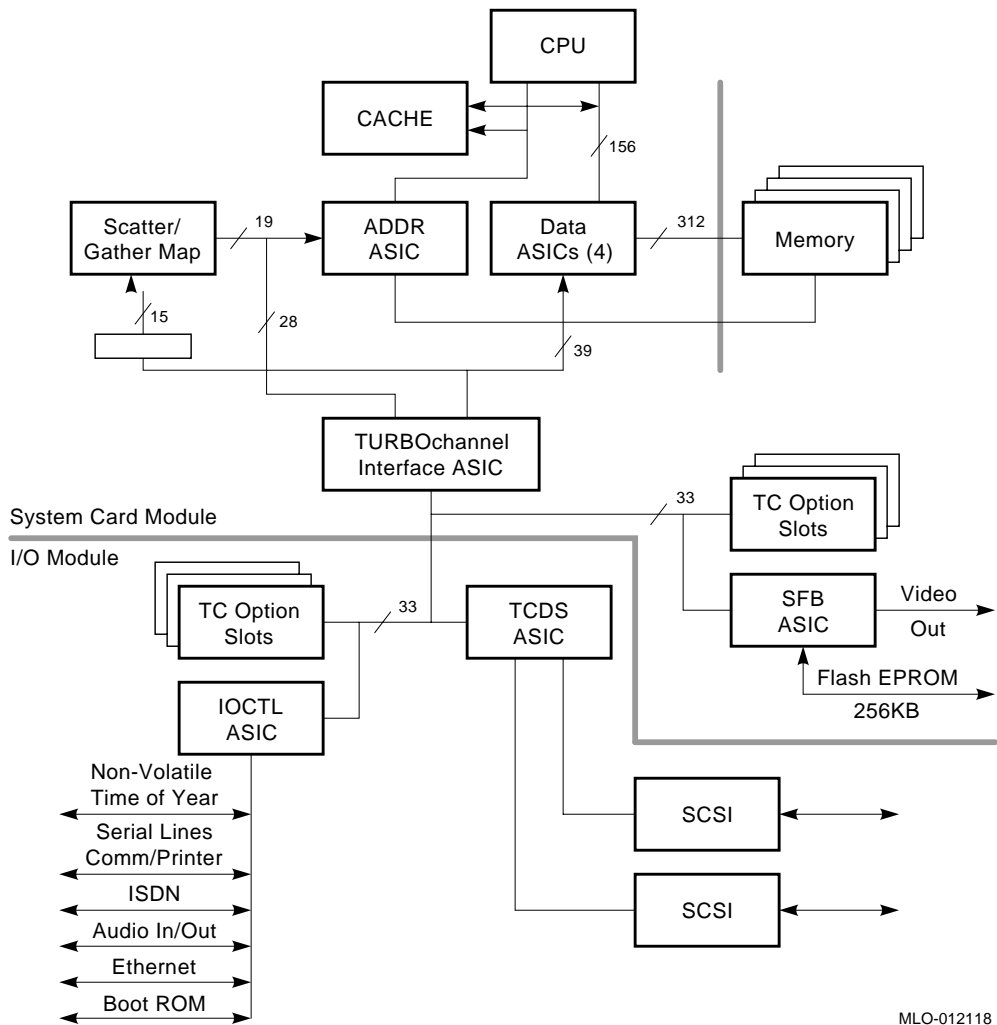 CPU
CACHE
156
Scatter/
Gather Map
19
ADDR
ASIC
Data
ASICs (4)
312
Memory
15
28
39
TURBOchannel
Interface ASIC
33
TC Option
Slots
System Card Module
I/O Module
TC Option
Slots
33
TCDS
ASIC
SFB
ASIC
Video
Out
Flash EPROM
256KB
IOCTL
ASIC
Non-Volatile
Time of Year
Serial Lines
Comm/Printer
ISDN
Audio In/Out
Ethernet
Boot ROM
SCSI
SCSI
MLO-012118